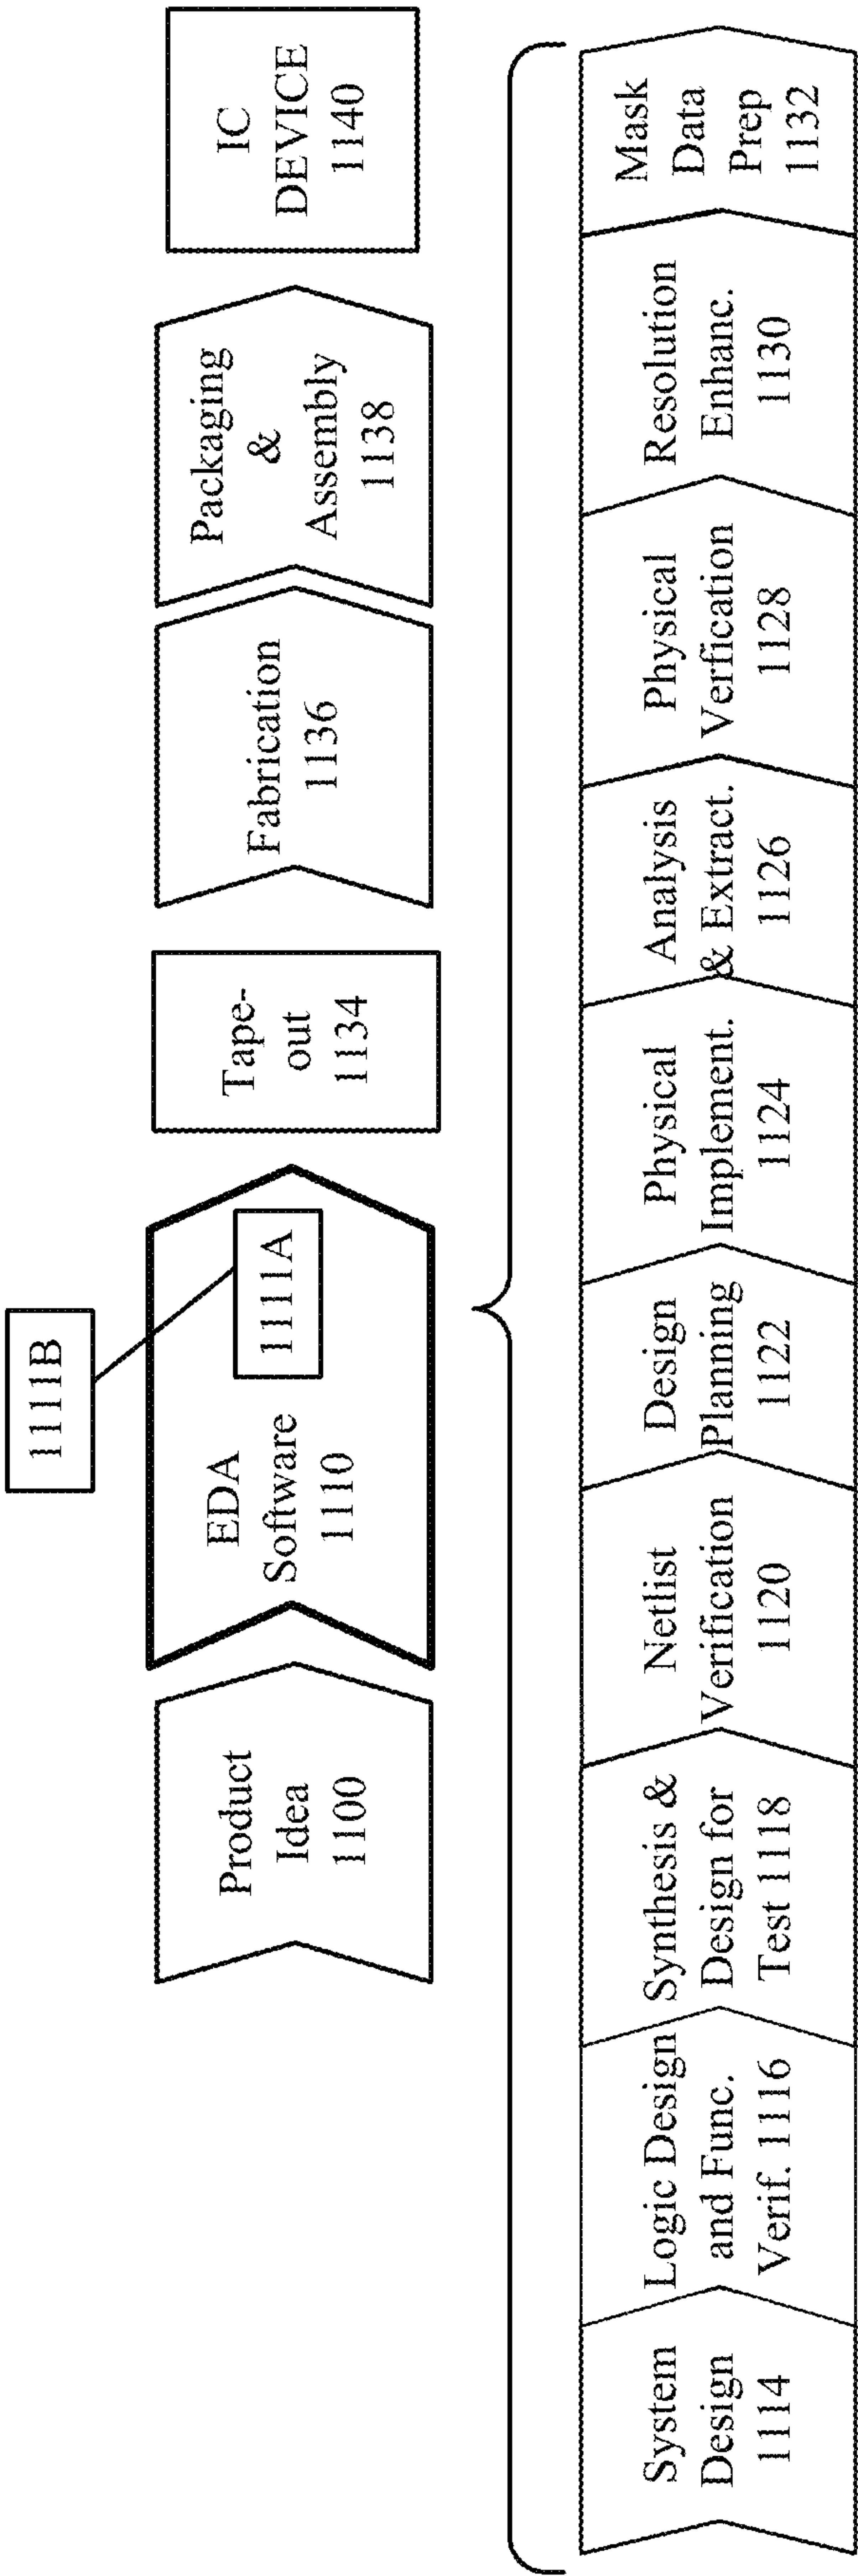 1111B
Product
Idea
1100
EDA
Software
1110
1111A
Tape-
out
1134
Fabrication
1136
Packaging
&
Assembly
1138
IC
DEVICE
1140
System
Design
1114
Logic Design
and Func.
Verif. 1116
Synthesis &
Design for
Test 1118
Netlist
Verification
1120
Design
Planning
1122
Physical
Implement.
1124
Analysis
& Extract.
1126
Physical
Verfication
1128
Resolution
Enhanc.
1130
Mask
Data
Prep
1132